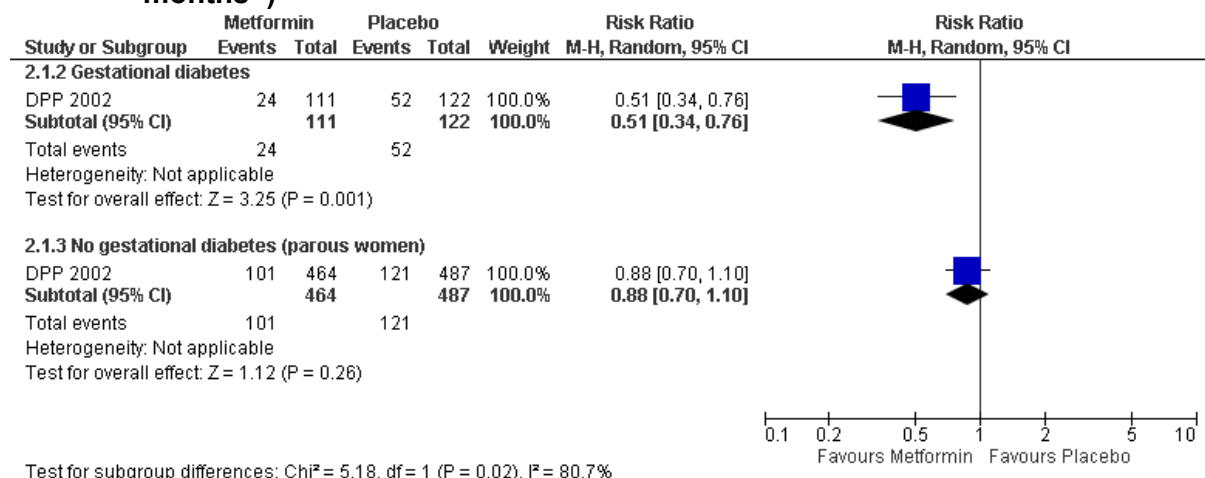 months )
Metformin Placebo Risk Ratio Risk Ratio
Study or Subgroup Events Total Events Total Weight M-H, Random, 95% CI M-H, Random, 95% CI
2.1.2 Gestational diabetes
DPP 2002 24 111 52 122 100.0% 0.51 [0.34, 0.76]
Subtotal (95% CI) 111 122 100.0% 0.51 [0.34, 0.76]
Total events 24 52
Heterogeneity: Not applicable
Test for overall effect: Z = 3.25 (P = 0.001)
2.1.3 No gestational diabetes (parous women)
DPP 2002 101 464 121 487 100.0% 0.88 [0.70, 1.10]
Subtotal (95% CI) 464 487 100.0% 0.88 [0.70, 1.10]
Total events 101 121
Heterogeneity: Not applicable
Test for overall effect: Z = 1.12 (P = 0.26)
0.1 0.2 0.5 1 2 5 10
Favours Metformin Favours Placebo
Test for subgroup differences: Chi² = 5.18, df = 1 (P = 0.02), I² = 80.7%